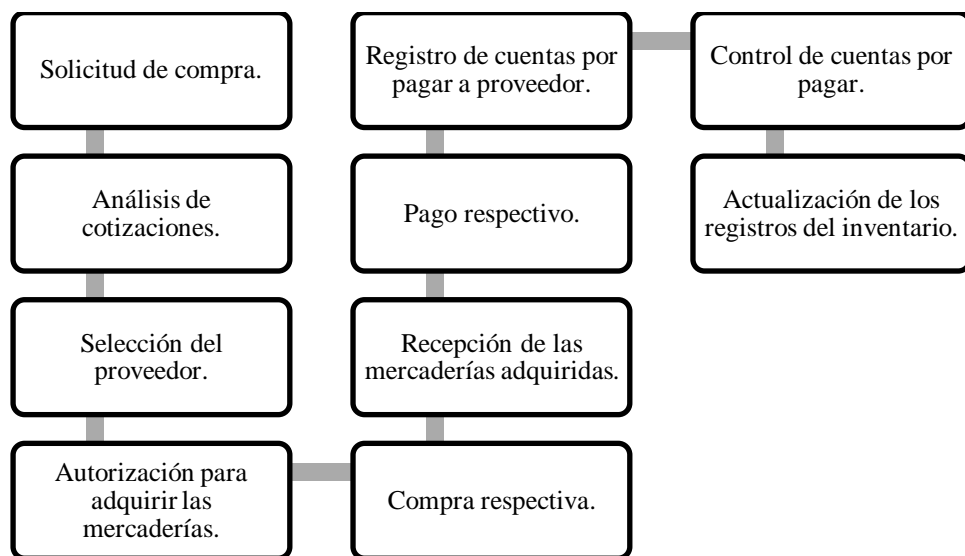 Solicitud de compra.
Análisis de
cotizaciones.
Selección del
proveedor.
Autorización para
adquirir las
mercaderías.
Compra respectiva.
Recepción de las
mercaderías adquiridas.
Pago respectivo.
Registro de cuentas por
pagar a proveedor.
Control de cuentas por
pagar.
Actualización de los
registros del inventario.